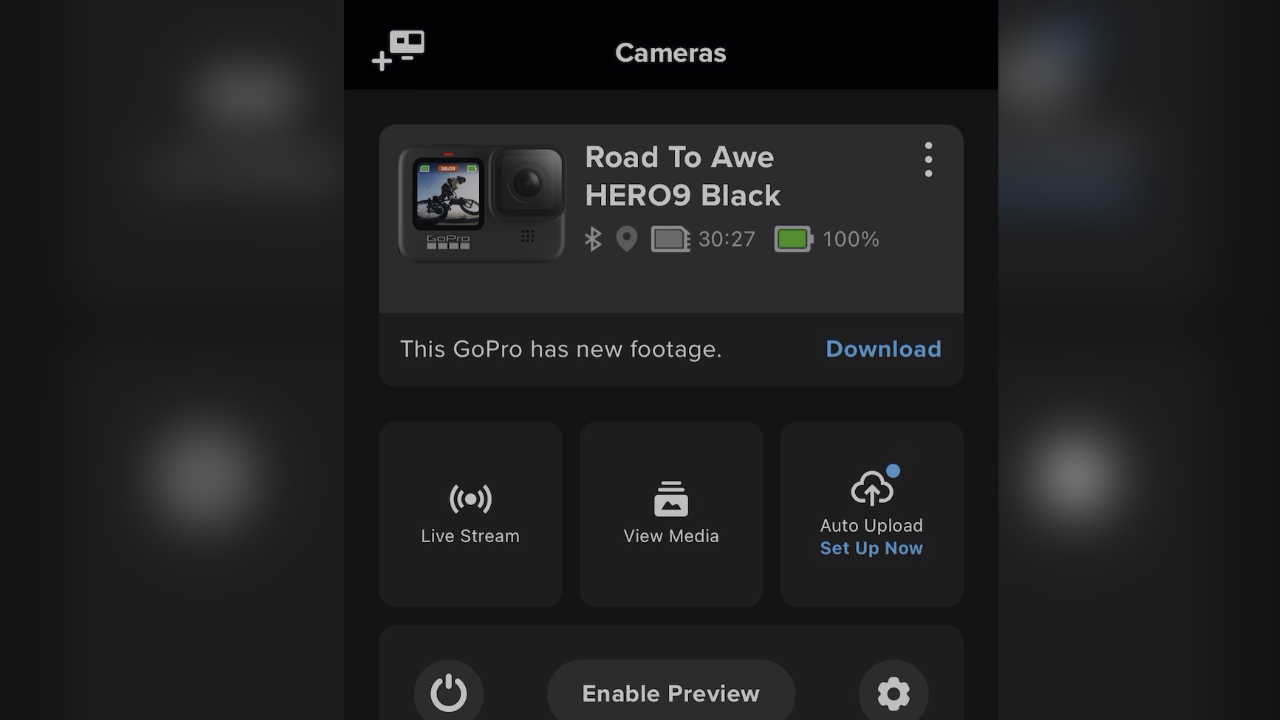 Cameras
Road To Awe
HERO9 Black
30:27 100%
GoPro
This GoPro has new footage. Download
Live Stream
View Media
Auto Upload
Set Up Now
Enable Preview